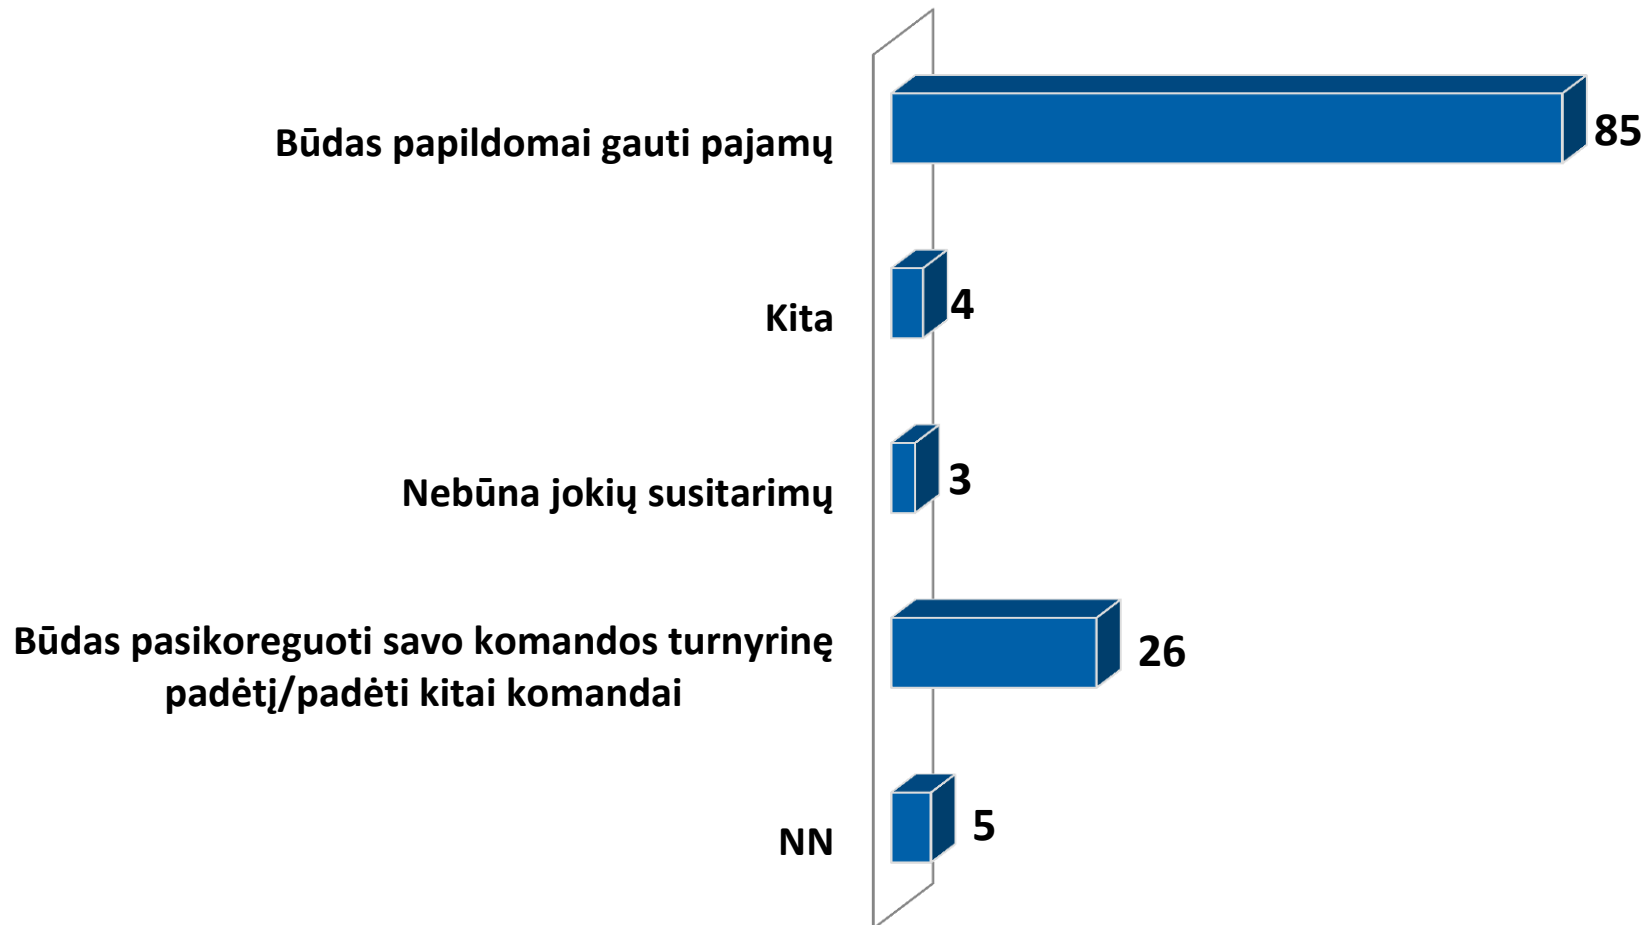 Būdas papildomai gauti pajamų
85
Kita
4
Nebūna jokių susitarimų
3
Būdas pasikoreguoti savo komandos turnyrinę
padėtį/padėti kitai komandai
26
NN
5